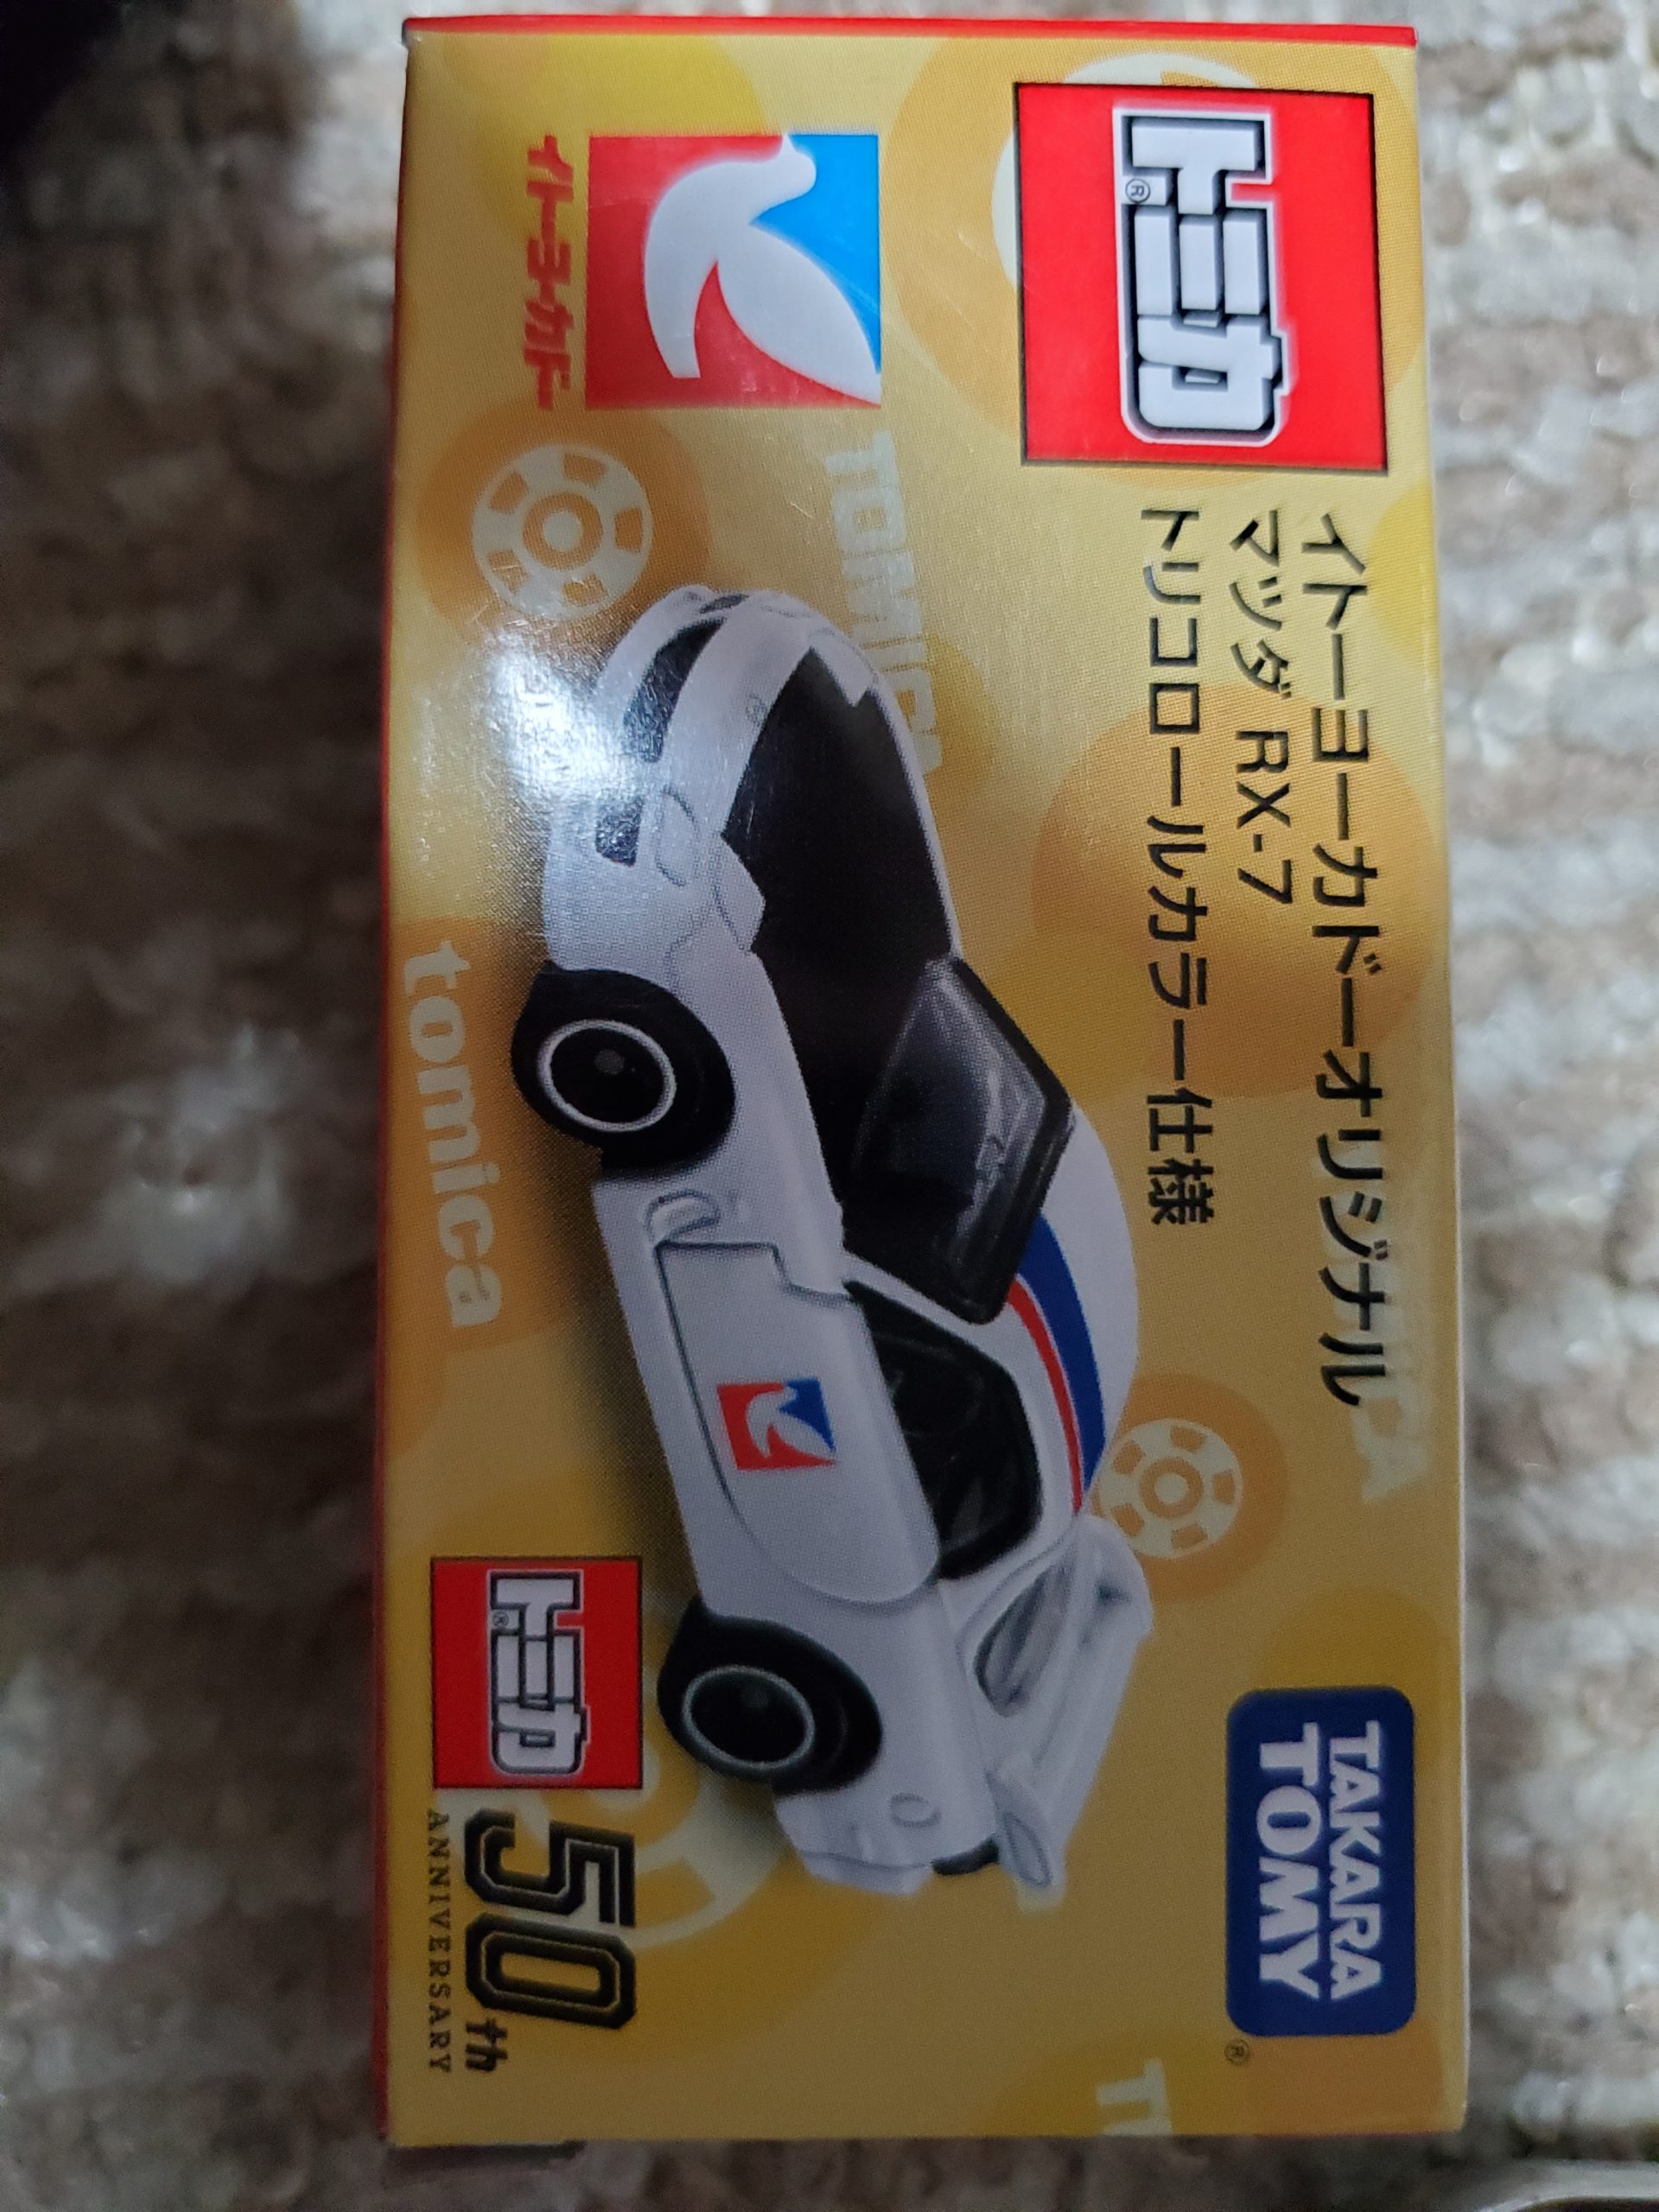 トミカ®
イトーヨーカドーオリジナル
マツダ RX-7
トリコロールカラー仕様
TAKARA
TOMY
®
イトーヨーカドー
TOMICA
tomica
トミカ®
50th
ANNIVERSARY